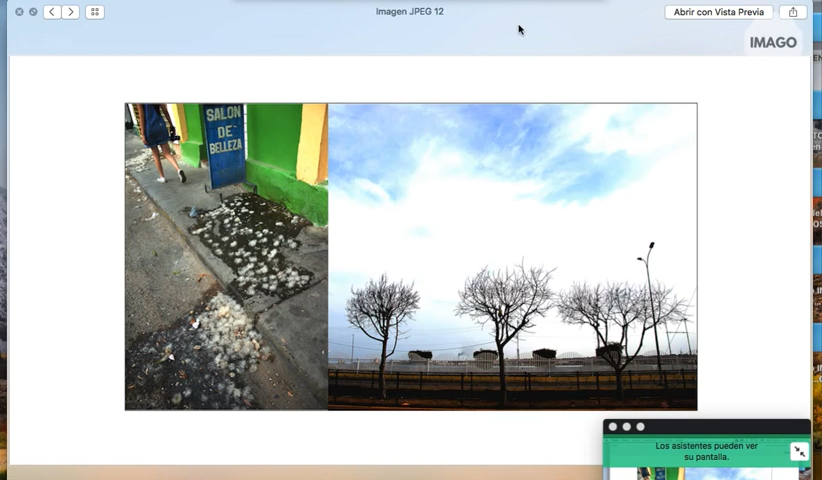 Imagen JPEG 12
Abrir con Vista Previa
IMAGO
SALON
DE
BELLEZA
Los asistentes pueden ver
su pantalla.